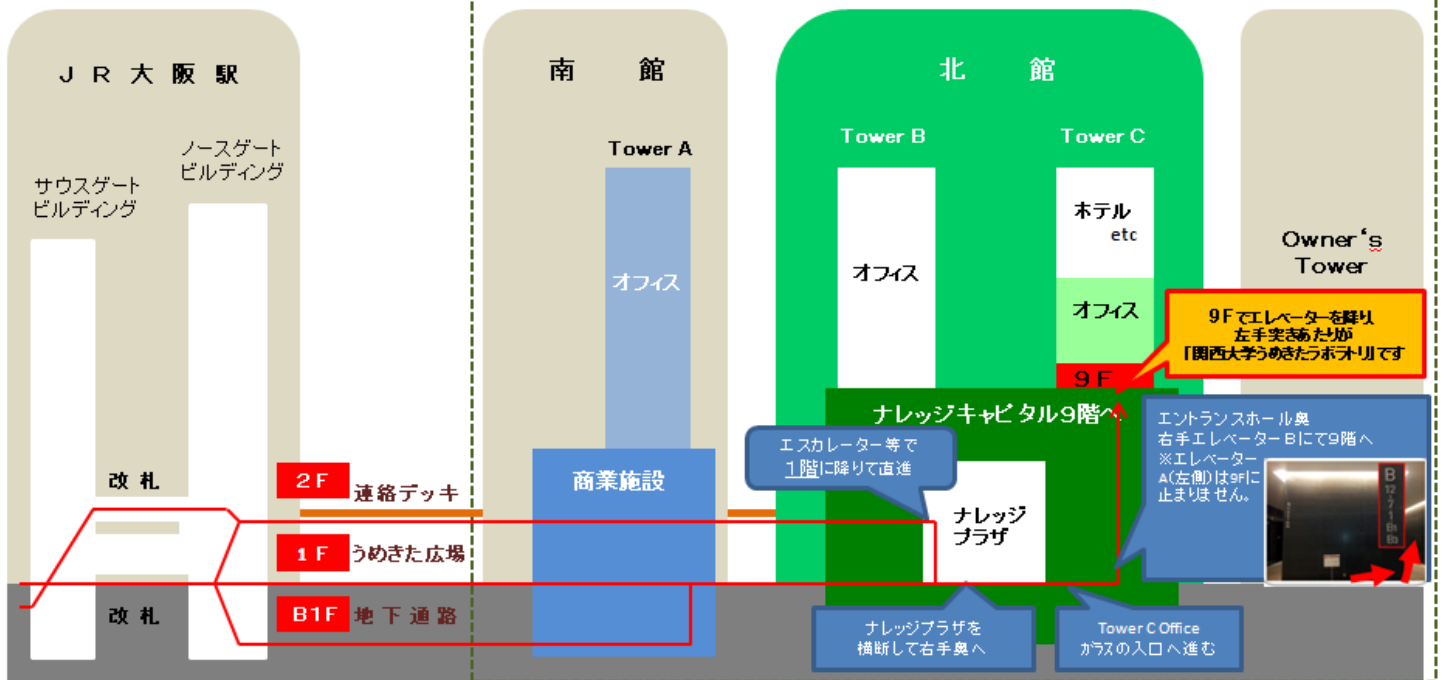 JR大阪駅
サウスゲート
ビルディング
ノースゲート
ビルディング
改札
改札
2F 連絡デッキ
1F うめきた広場
B1F 地下通路
南館
Tower A
オフィス
商業施設
北館
Tower B
オフィス
Tower C
ホテル
etc
オフィス
9F
ナレッジキャピタル9階へ
ナレッジ
プラザ
エスカレーター等で
1階に降りて直進
ナレッジプラザを
横断して右手奥へ
Tower C Office
ガラスの入口へ進む
Owner‘s
Tower
9Fでエレベーターを降り
左手突きあたりが
「関西大学うめきたラボラトリ」です
エントランスホール奥
右手エレベーターBにて9階へ
※エレベーター
A(左側)は9Fに
止まりません。
B
12
7
1
B1